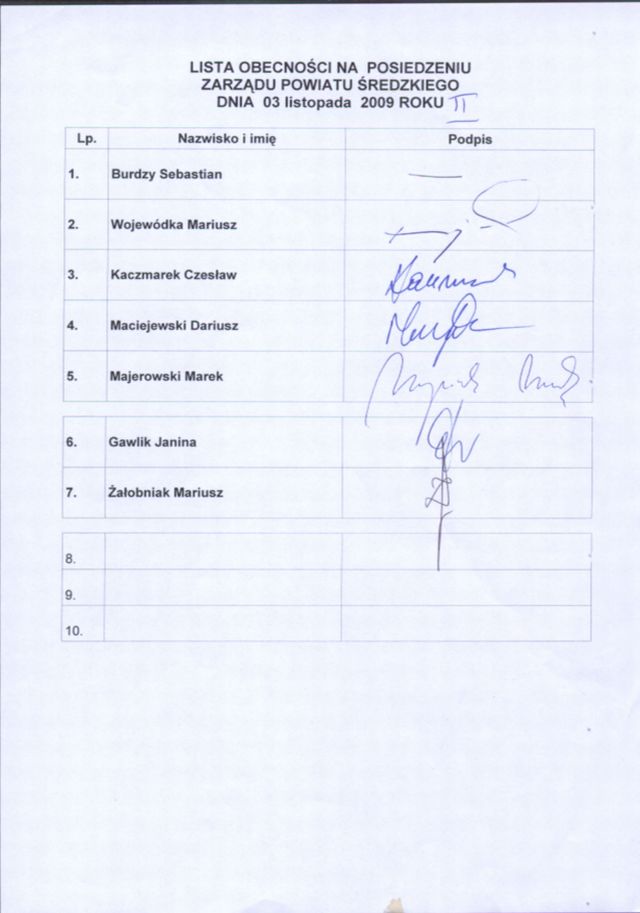 LISTA OBECNOŚCI NA POSIEDZENIU
ZARZĄDU POWIATU ŚREDZKIEGO
DNIA 03 listopada 2009 ROKU II
Lp. Nazwisko i imię Podpis
1. Burdzy Sebastian —
2. Wojewódka Mariusz
3. Kaczmarek Czesław
4. Maciejewski Dariusz
5. Majerowski Marek
6. Gawlik Janina
7. Żałobniak Mariusz
8.
9.
10.